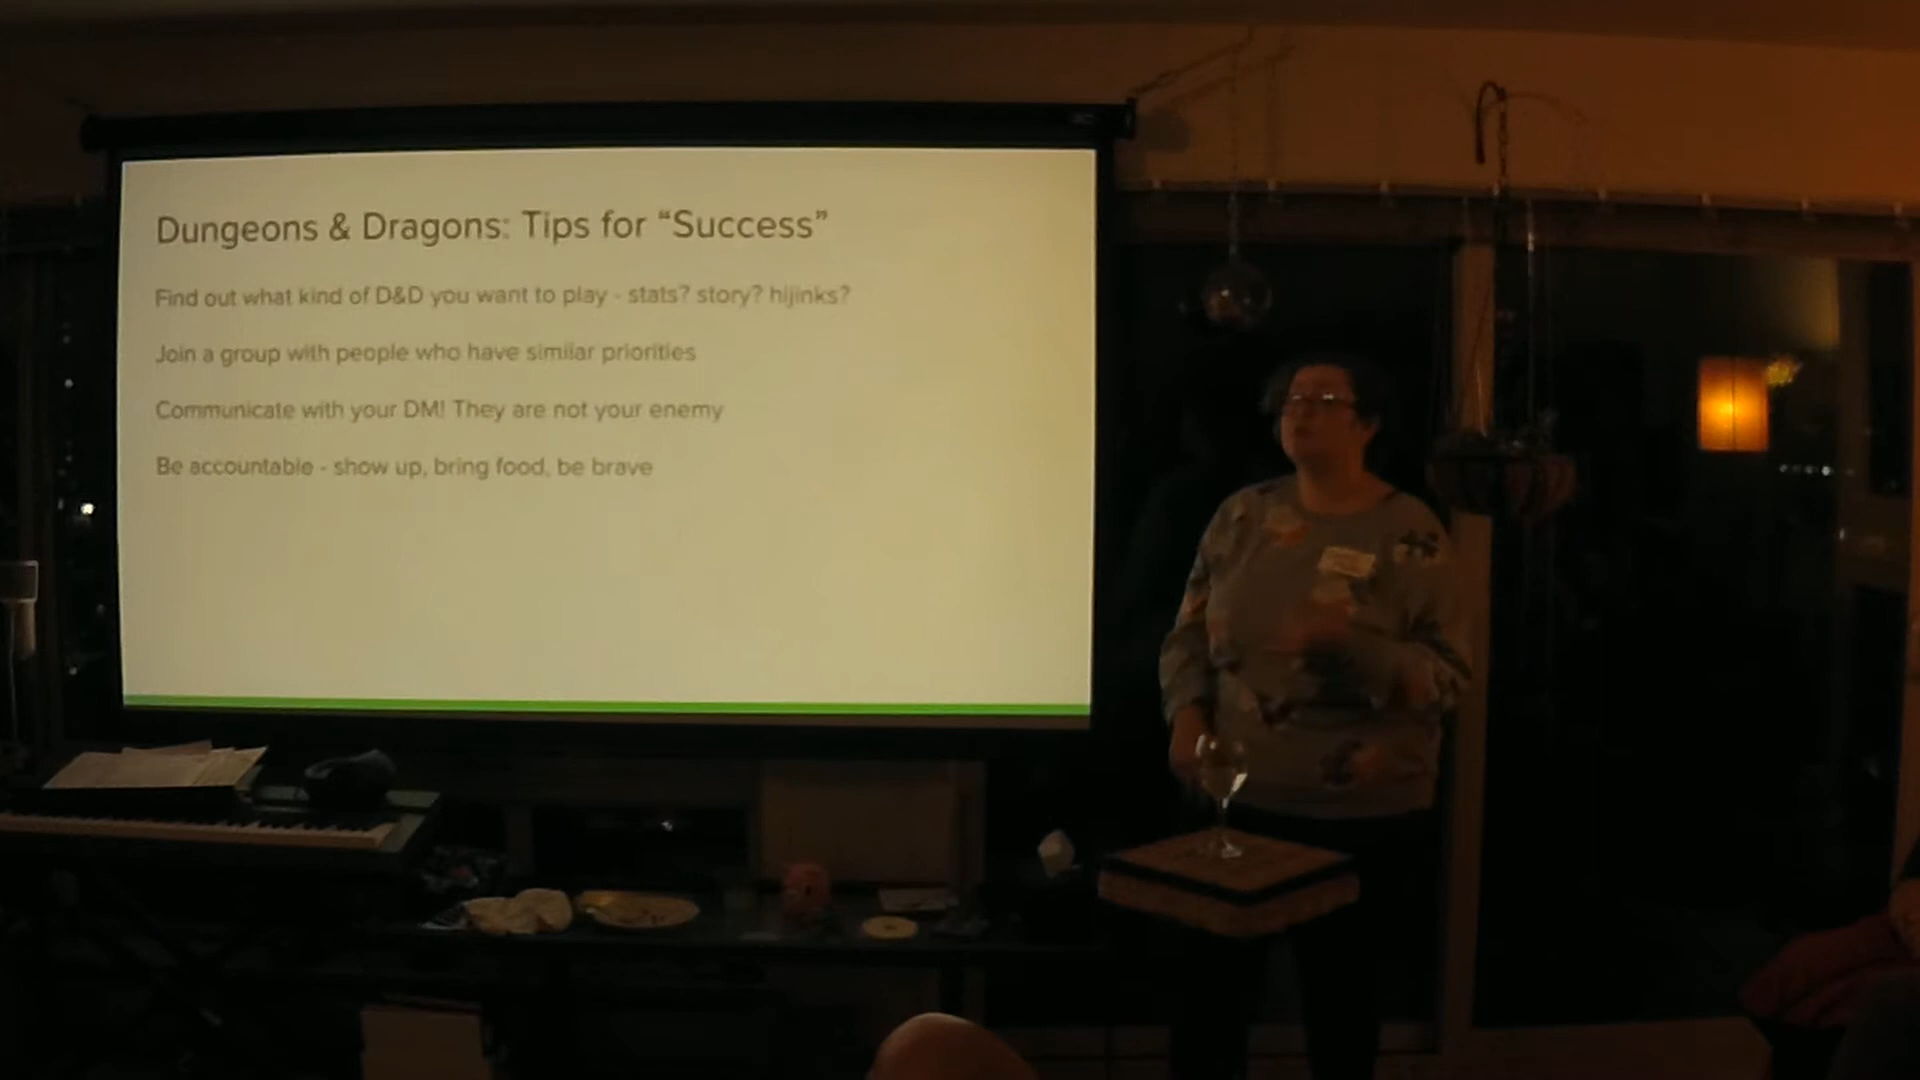 Dungeons & Dragons: Tips for “Success”
Find out what kind of D&D you want to play - stats? story? hijinks?
Join a group with people who have similar priorities
Communicate with your DM! They are not your enemy
Be accountable - show up, bring food, be brave